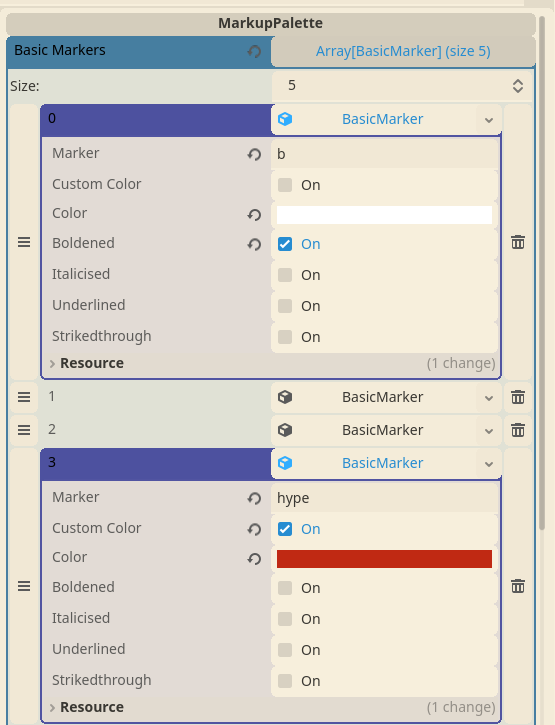 MarkupPalette
Basic Markers Array[BasicMarker] (size 5)
Size: 5
0 BasicMarker
Marker b
Custom Color On
Color
Boldened On
Italicised On
Underlined On
Strikedthrough On
Resource (1 change)
1 BasicMarker
2 BasicMarker
3 BasicMarker
Marker hype
Custom Color On
Color
Boldened On
Italicised On
Underlined On
Strikedthrough On
Resource (1 change)